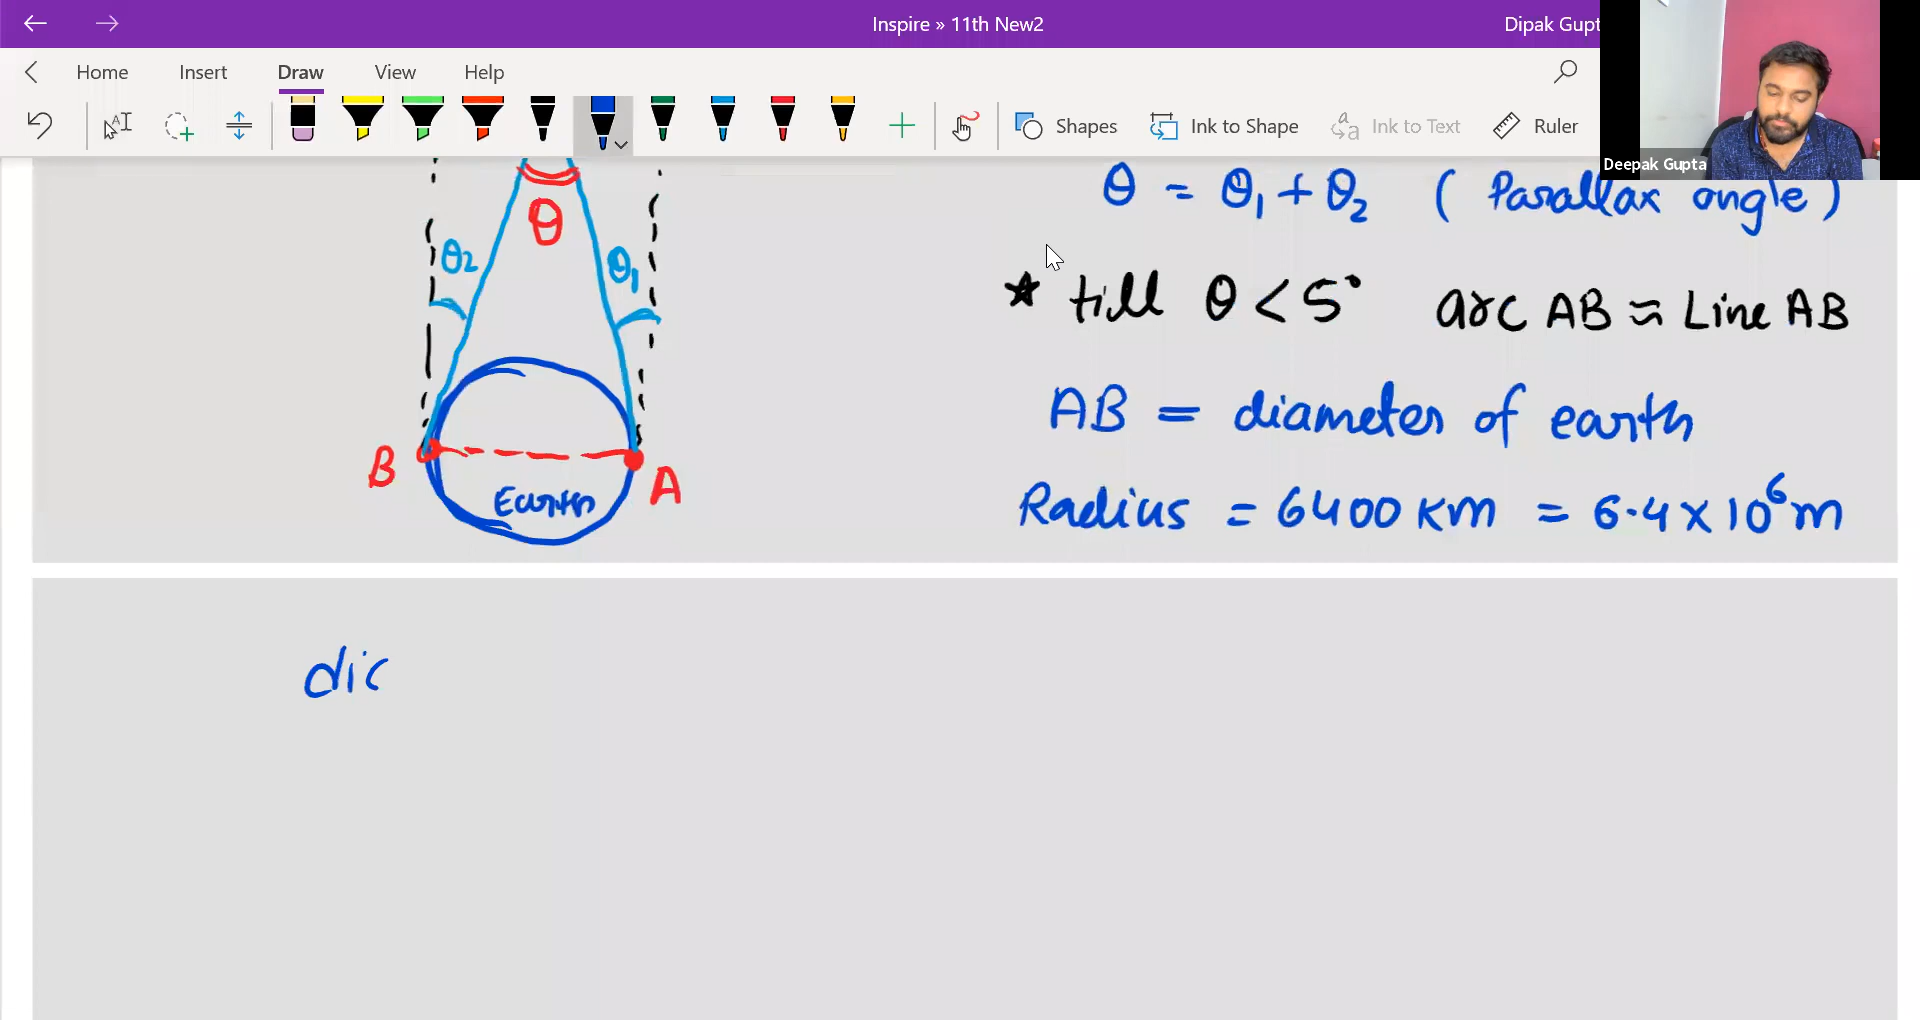 Inspire » 11th New2
Dipak Gupt
Home Insert Draw View Help
Shapes Ink to Shape Ink to Text Ruler
Deepak Gupta
θ = θ₁ + θ₂ ( Parallax angle )
θ
θ₂ θ₁
* till θ < 5° arc AB ≈ Line AB
AB = diameter of earth
B A
Earth
Radius = 6400 km = 6.4 x 10⁶ m
dic